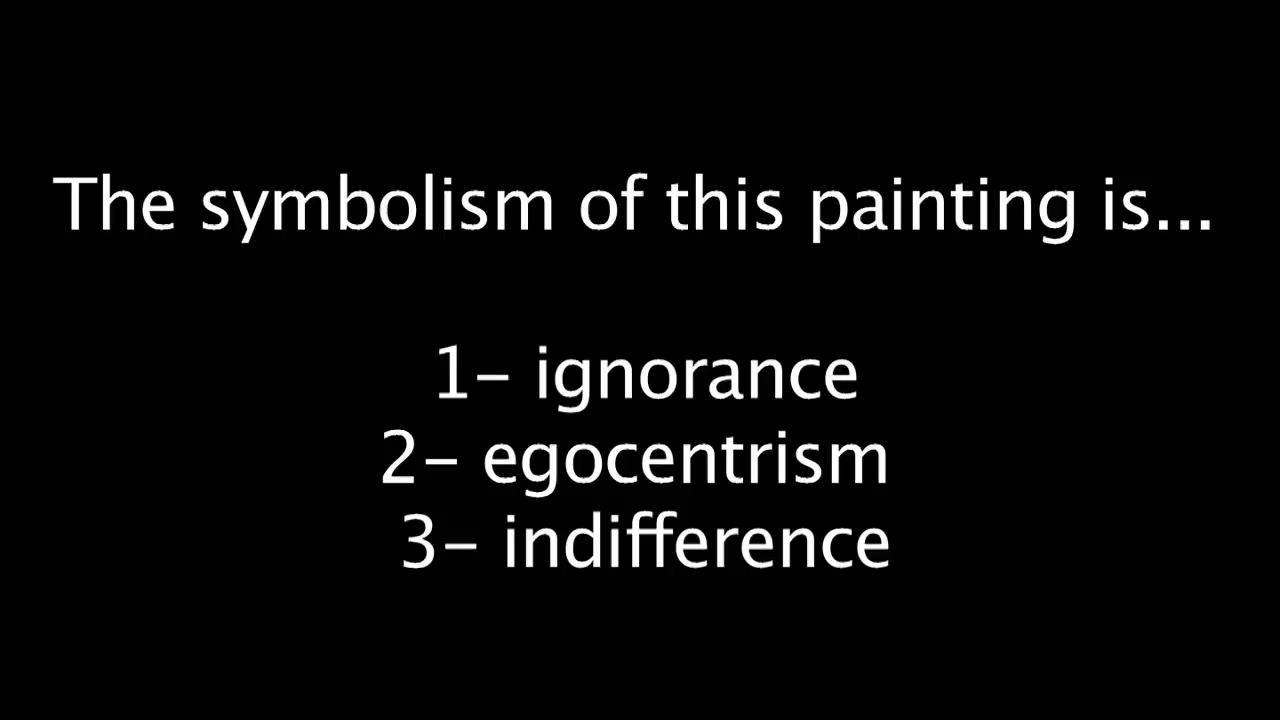 The symbolism of this painting is...
1- ignorance
2- egocentrism
3- indifference